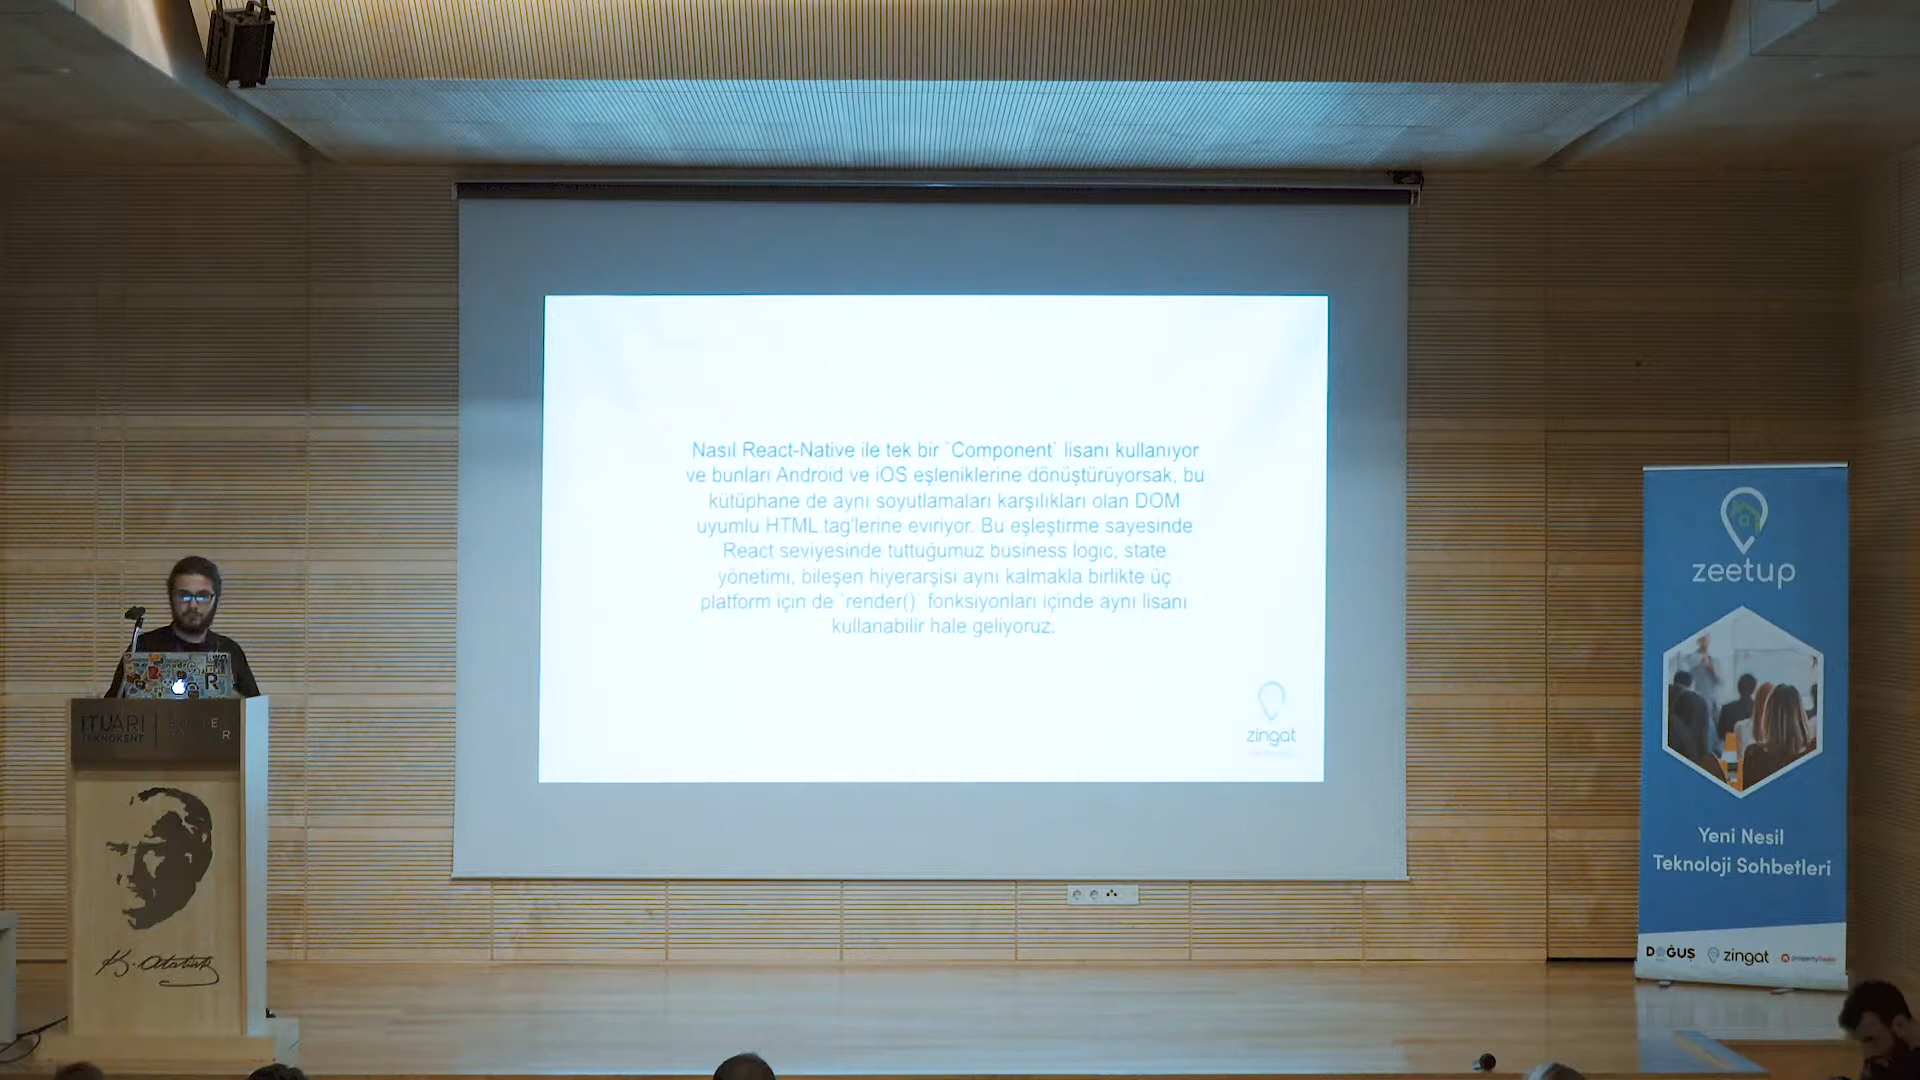 Nasıl React-Native ile tek bir `Component` lisanı kullanıyor
ve bunları Android ve iOS eşleniklerine dönüştürüyorsak, bu
kütüphane de aynı soyutlamaları karşılıkları olan DOM
uyumlu HTML tag'lerine eviriyor. Bu eşleştirme sayesinde
React seviyesinde tuttuğumuz business logic, state
yönetimi, bileşen hiyerarşisi aynı kalmakla birlikte üç
platform için de `render()` fonksiyonları içinde aynı lisanı
kullanabilir hale geliyoruz.
zingat
İTÜARI
TEKNOKENT
K. Atatürk
zeetup
Yeni Nesil
Teknoloji Sohbetleri
DOĞUŞ
zingat